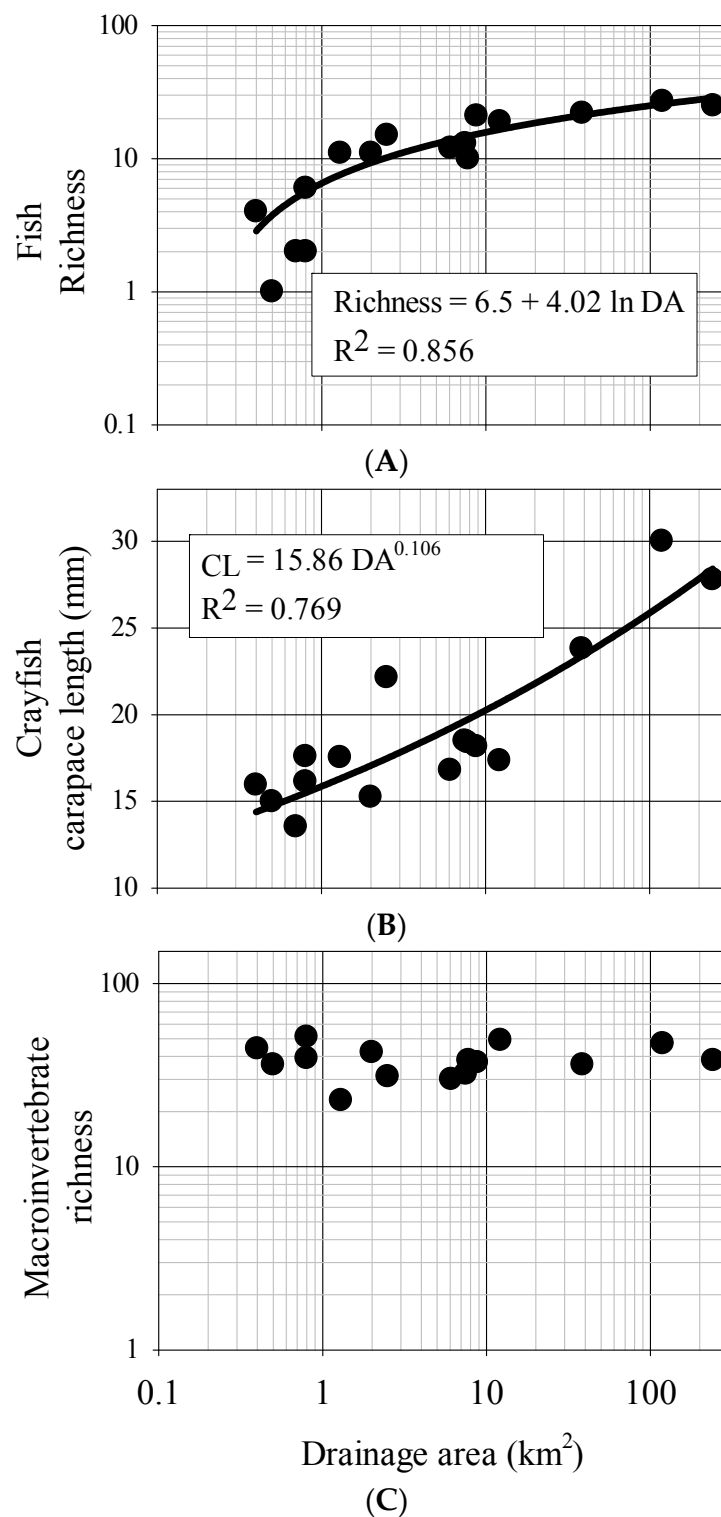 100
10
1
0.1
Fish
Richness
Richness = 6.5 + 4.02 ln DA
R² = 0.856
(A)
30
25
20
15
10
Crayfish
carapace length (mm)
CL = 15.86 DA^0.106
R² = 0.769
(B)
100
10
1
Macroinvertebrate
richness
0.1 1 10 100
Drainage area (km²)
(C)